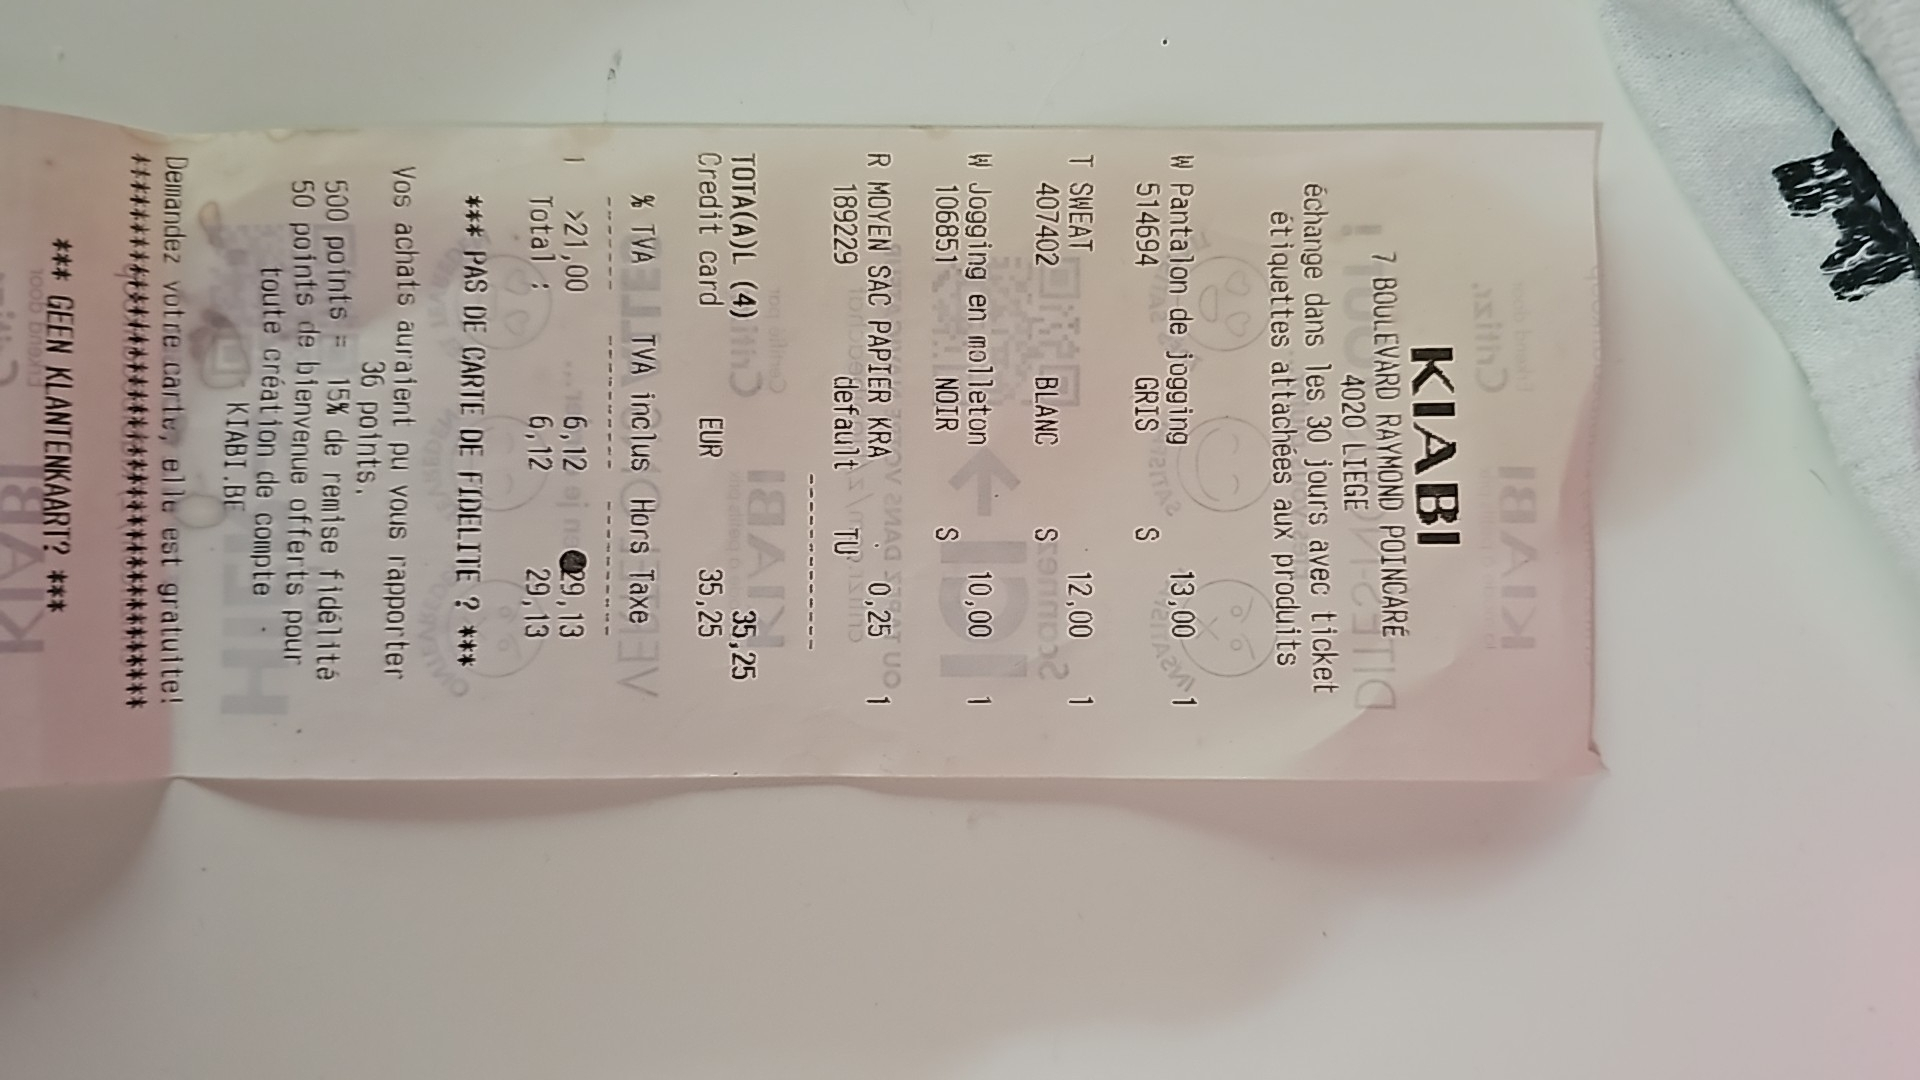 KIABI
7 BOULEVARD RAYMOND POINCARÉ
4020 LIEGE
échange dans les 30 jours avec ticket
étiquettes attachées aux produits
W Pantalon de jogging 13,00 1
514694 GRIS S
T SWEAT 12,00 1
407402 BLANC S
W Jogging en molleton 10,00 1
106851 NOIR S
R MOYEN SAC PAPIER KRA 0,25 1
189229 default TU
------------------
TOTA(A)L (4) 35,25
Credit card EUR 35,25
% TVA TVA inclus Hors Taxe
--------- -------------- --------------
1 >21,00 6,12 29,13
Total : 6,12 29,13
*** PAS DE CARTE DE FIDELITE ? ***
Vos achats auraient pu vous rapporter
36 points.
500 points = 15% de remise fidélité
50 points de bienvenue offerts pour
toute création de compte
KIABI.BE
Demandez votre carte, elle est gratuite!
****************************************
*** GEEN KLANTENKAART? ***